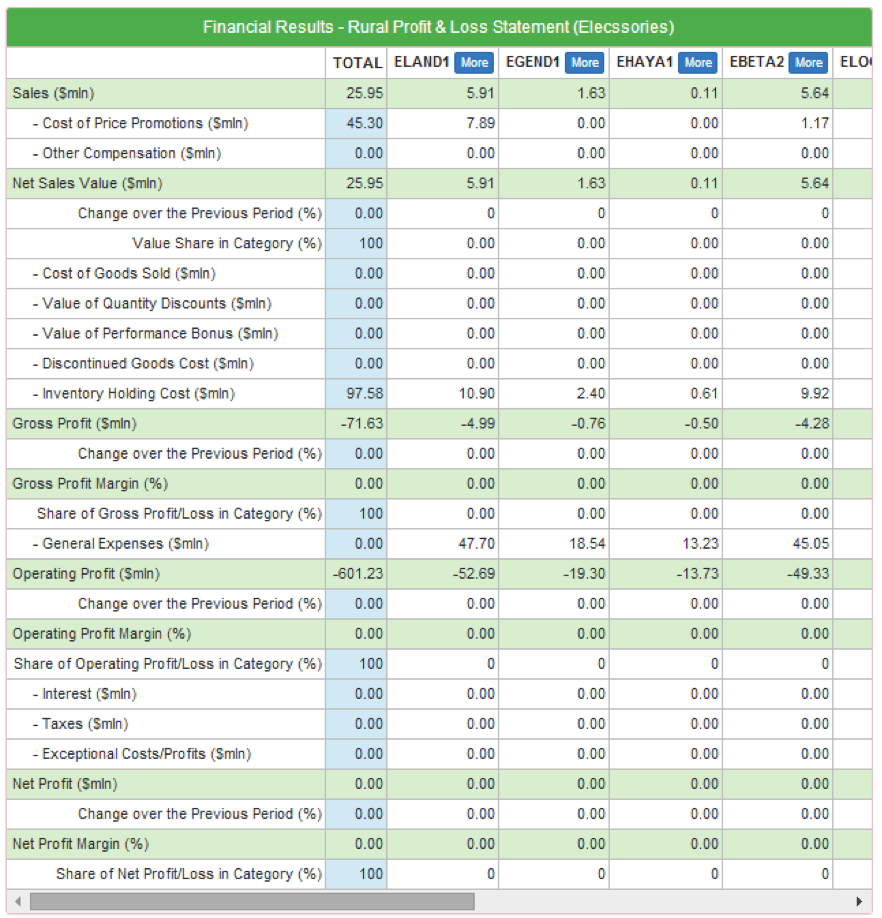 Financial Results - Rural Profit & Loss Statement (Elecssories)
TOTAL ELAND1 More EGEND1 More EHAYA1 More EBETA2 More ELO
Sales ($mln) 25.95 5.91 1.63 0.11 5.64
- Cost of Price Promotions ($mln) 45.30 7.89 0.00 0.00 1.17
- Other Compensation ($mln) 0.00 0.00 0.00 0.00 0.00
Net Sales Value ($mln) 25.95 5.91 1.63 0.11 5.64
Change over the Previous Period (%) 0.00 0 0 0 0
Value Share in Category (%) 100 0.00 0.00 0.00 0.00
- Cost of Goods Sold ($mln) 0.00 0.00 0.00 0.00 0.00
- Value of Quantity Discounts ($mln) 0.00 0.00 0.00 0.00 0.00
- Value of Performance Bonus ($mln) 0.00 0.00 0.00 0.00 0.00
- Discontinued Goods Cost ($mln) 0.00 0.00 0.00 0.00 0.00
- Inventory Holding Cost ($mln) 97.58 10.90 2.40 0.61 9.92
Gross Profit ($mln) -71.63 -4.99 -0.76 -0.50 -4.28
Change over the Previous Period (%) 0.00 0.00 0.00 0.00 0.00
Gross Profit Margin (%) 0.00 0.00 0.00 0.00 0.00
Share of Gross Profit/Loss in Category (%) 100 0.00 0.00 0.00 0.00
- General Expenses ($mln) 0.00 47.70 18.54 13.23 45.05
Operating Profit ($mln) -601.23 -52.69 -19.30 -13.73 -49.33
Change over the Previous Period (%) 0.00 0.00 0.00 0.00 0.00
Operating Profit Margin (%) 0.00 0.00 0.00 0.00 0.00
Share of Operating Profit/Loss in Category (%) 100 0 0 0 0
- Interest ($mln) 0.00 0.00 0.00 0.00 0.00
- Taxes ($mln) 0.00 0.00 0.00 0.00 0.00
- Exceptional Costs/Profits ($mln) 0.00 0.00 0.00 0.00 0.00
Net Profit ($mln) 0.00 0.00 0.00 0.00 0.00
Change over the Previous Period (%) 0.00 0.00 0.00 0.00 0.00
Net Profit Margin (%) 0.00 0.00 0.00 0.00 0.00
Share of Net Profit/Loss in Category (%) 100 0 0 0 0